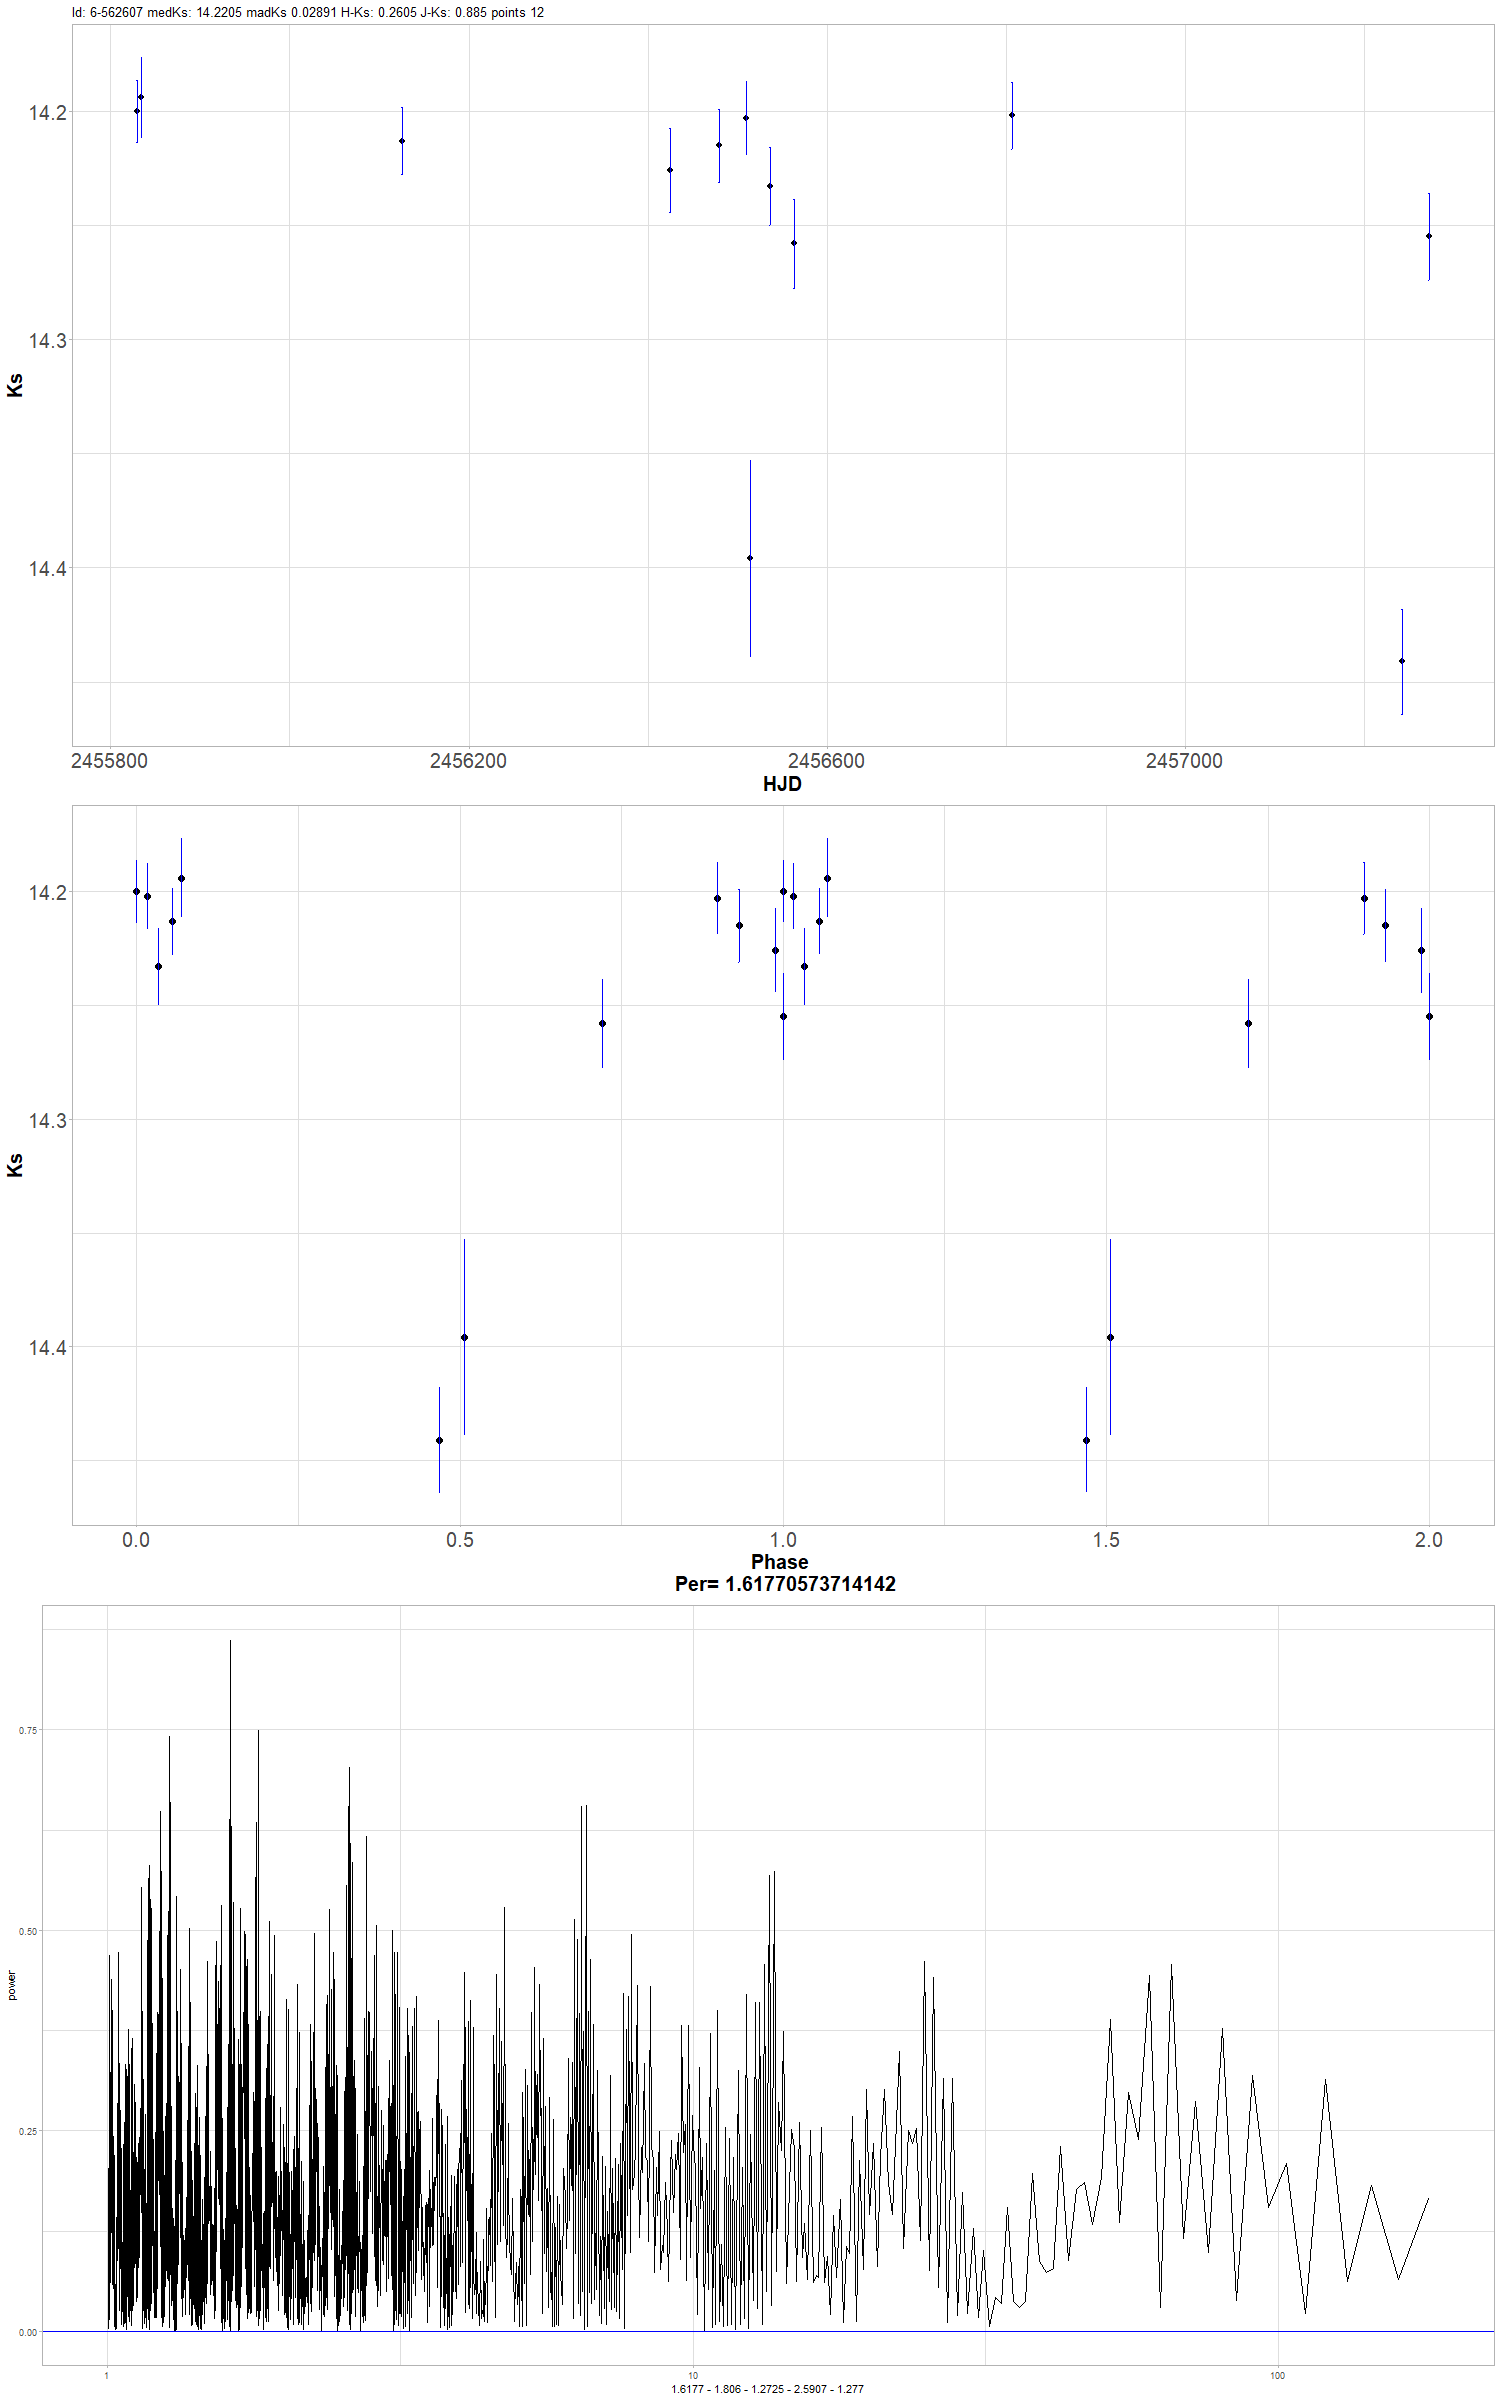 Id: 6-562607 medKs: 14.2205 madKs 0.02891 H-Ks: 0.2605 J-Ks: 0.885 points 12
14.2
14.3
14.4
Ks
2455800 2456200 2456600 2457000
HJD
14.2
14.3
14.4
Ks
0.0 0.5 1.0 1.5 2.0
Phase
Per= 1.61770573714142
0.75
0.50
0.25
0.00
power
1 10 100
1.6177 - 1.806 - 1.2725 - 2.5907 - 1.277